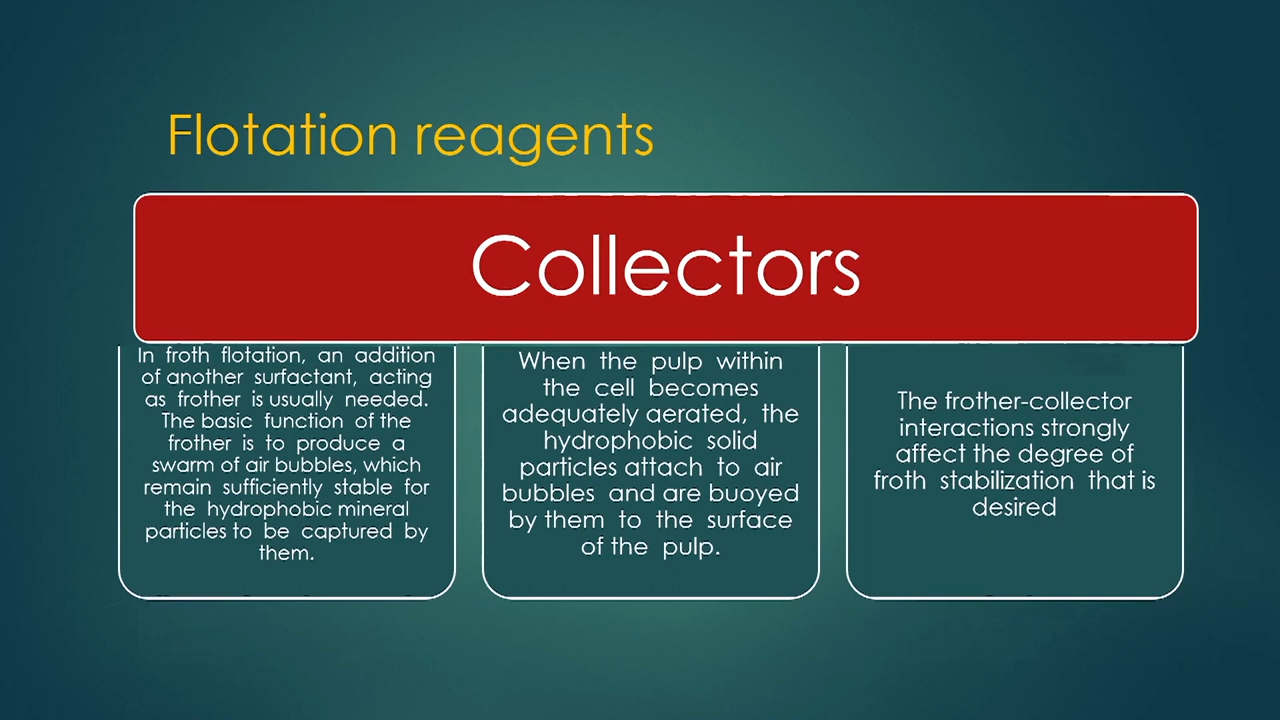 Flotation reagents
Collectors
In froth flotation, an addition
of another surfactant, acting
as frother is usually needed.
The basic function of the
frother is to produce a
swarm of air bubbles, which
remain sufficiently stable for
the hydrophobic mineral
particles to be captured by
them.
When the pulp within
the cell becomes
adequately aerated, the
hydrophobic solid
particles attach to air
bubbles and are buoyed
by them to the surface
of the pulp.
The frother-collector
interactions strongly
affect the degree of
froth stabilization that is
desired